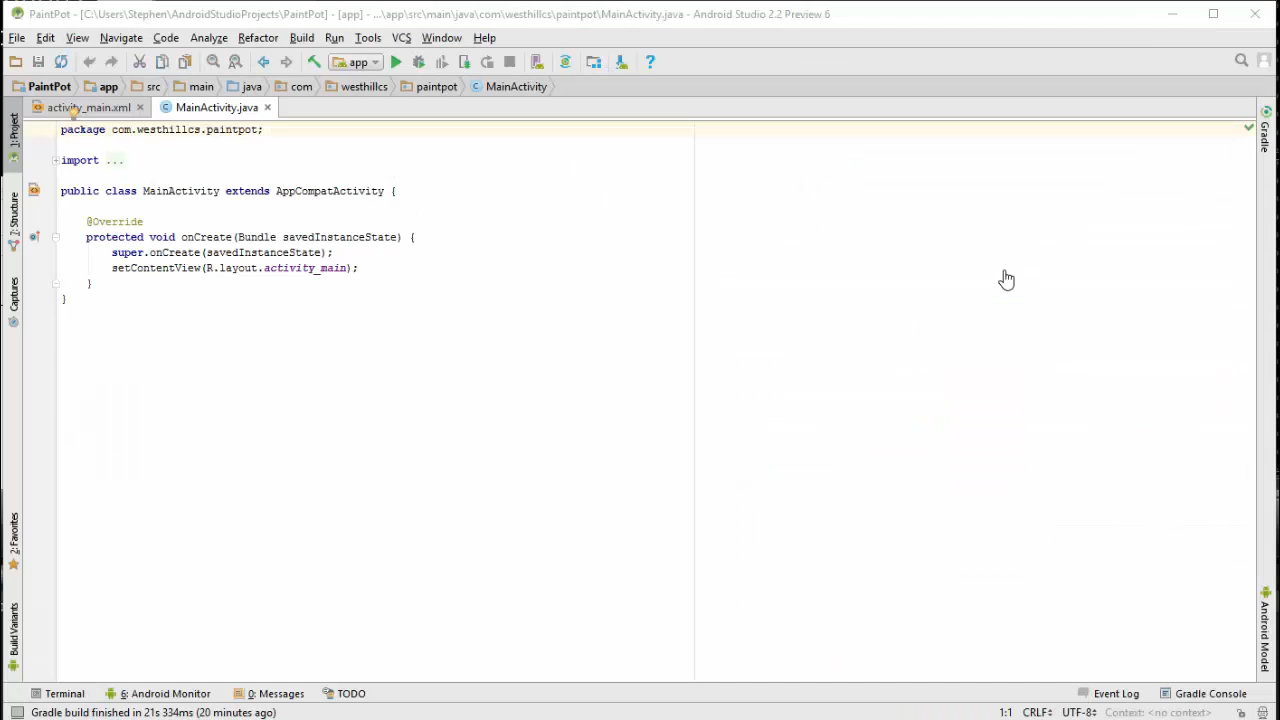 PaintPot - [C:\Users\Stephen\AndroidStudioProjects\PaintPot] - [app] - ...\app\src\main\java\com\westhillcs\paintpot\MainActivity.java - Android Studio 2.2 Preview 6
File Edit View Navigate Code Analyze Refactor Build Run Tools VCS Window Help
app
PaintPot app src main java com westhillcs paintpot MainActivity
activity_main.xml MainActivity.java
package com.westhillcs.paintpot;
import ...
public class MainActivity extends AppCompatActivity {
@Override
protected void onCreate(Bundle savedInstanceState) {
super.onCreate(savedInstanceState);
setContentView(R.layout.activity_main);
}
}
1: Project
7: Structure
Captures
2: Favorites
Build Variants
Gradle
Android Model
Terminal 6: Android Monitor 0: Messages TODO Event Log Gradle Console
Gradle build finished in 21s 334ms (20 minutes ago) 1:1 CRLF UTF-8 Context: <no context>